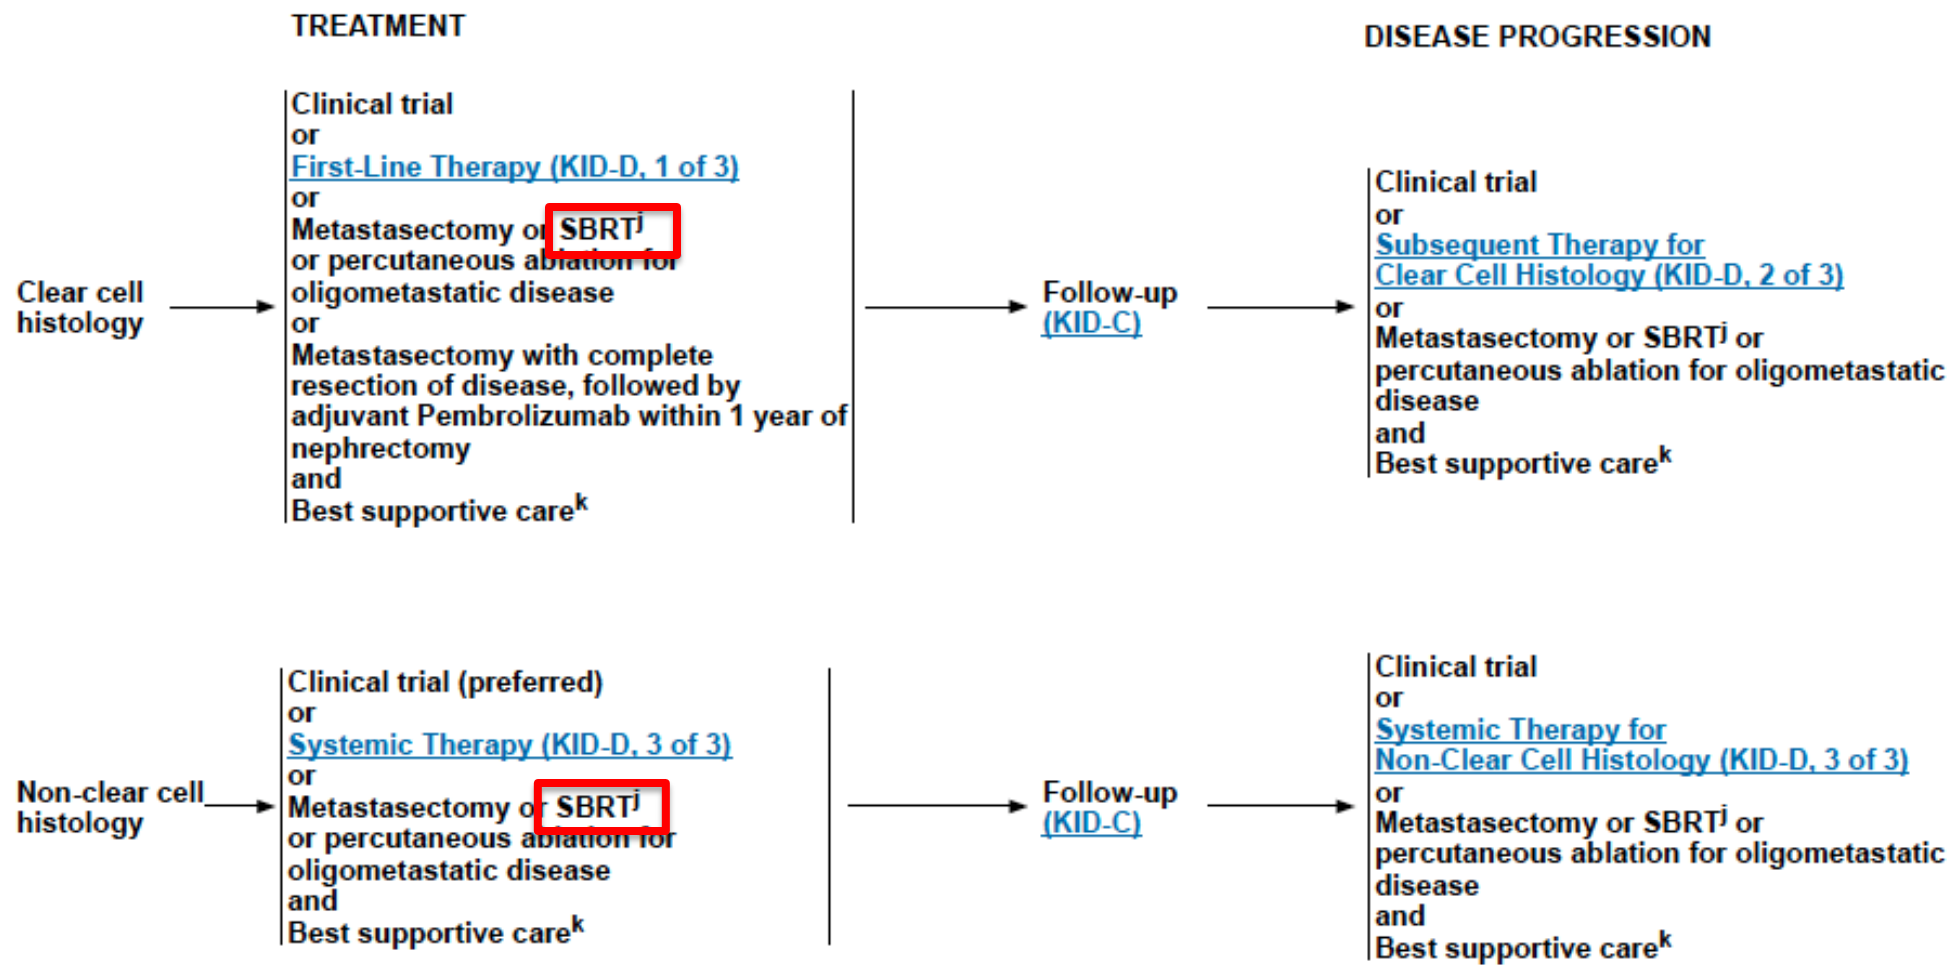 TREATMENT
DISEASE PROGRESSION
Clear cell
histology
Clinical trial
or
First-Line Therapy (KID-D, 1 of 3)
or
Metastasectomy or SBRTj
or percutaneous ablation for
oligometastatic disease
or
Metastasectomy with complete
resection of disease, followed by
adjuvant Pembrolizumab within 1 year of
nephrectomy
and
Best supportive carek
Follow-up
(KID-C)
Clinical trial
or
Subsequent Therapy for
Clear Cell Histology (KID-D, 2 of 3)
or
Metastasectomy or SBRTj or
percutaneous ablation for oligometastatic
disease
and
Best supportive carek
Non-clear cell
histology
Clinical trial (preferred)
or
Systemic Therapy (KID-D, 3 of 3)
or
Metastasectomy or SBRTj
or percutaneous ablation for
oligometastatic disease
and
Best supportive carek
Follow-up
(KID-C)
Clinical trial
or
Systemic Therapy for
Non-Clear Cell Histology (KID-D, 3 of 3)
or
Metastasectomy or SBRTj or
percutaneous ablation for oligometastatic
disease
and
Best supportive carek